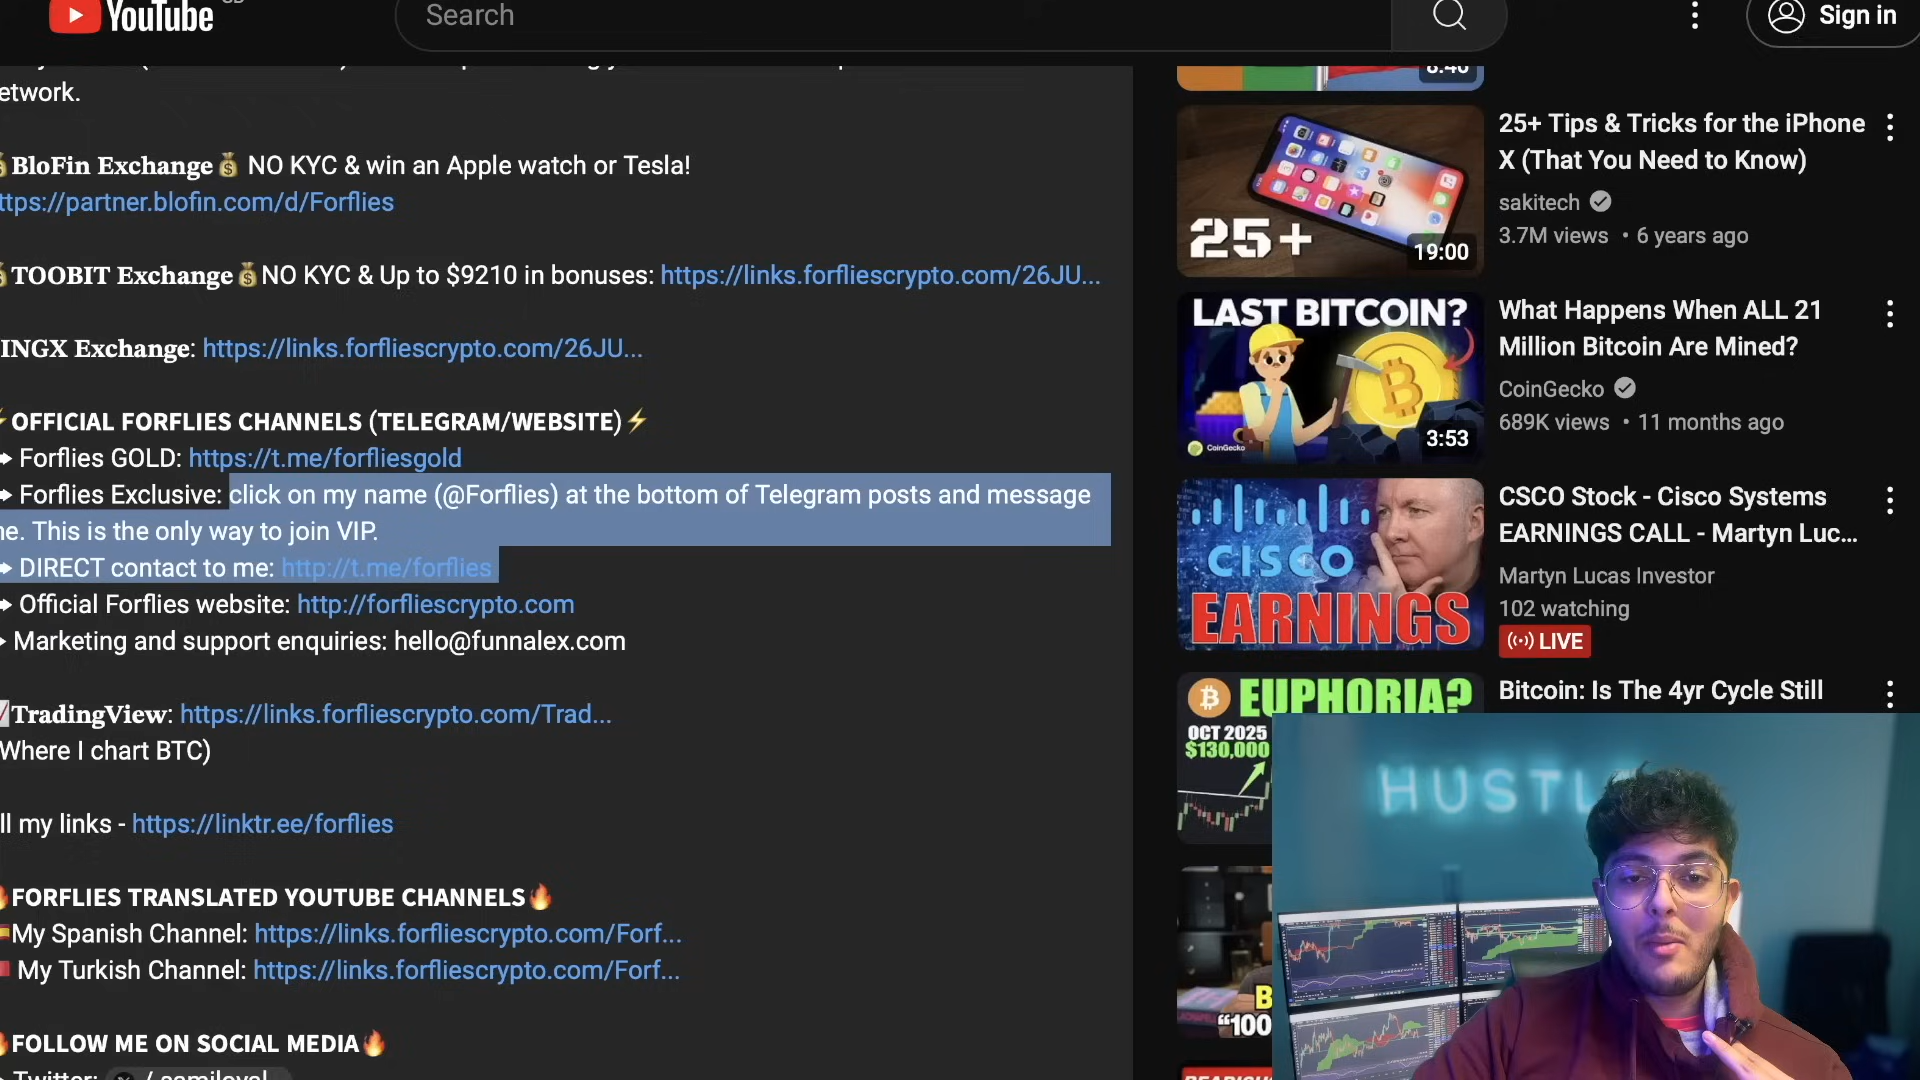 YouTube
Search
Sign in
etwork.
BloFin Exchange💰 NO KYC & win an Apple watch or Tesla!
ttps://partner.blofin.com/d/Forflies
TOOBIT Exchange💰NO KYC & Up to $9210 in bonuses: https://links.forfliescrypto.com/26JU...
INGX Exchange: https://links.forfliescrypto.com/26JU...
⚡OFFICIAL FORFLIES CHANNELS (TELEGRAM/WEBSITE)⚡
➡ Forflies GOLD: https://t.me/forfliesgold
➡ Forflies Exclusive: click on my name (@Forflies) at the bottom of Telegram posts and message
e. This is the only way to join VIP.
➡ DIRECT contact to me: http://t.me/forflies
➡ Official Forflies website: http://forfliescrypto.com
Marketing and support enquiries: hello@funnalex.com
TradingView: https://links.forfliescrypto.com/Trad...
Where I chart BTC)
ll my links - https://linktr.ee/forflies
🔥FORFLIES TRANSLATED YOUTUBE CHANNELS🔥
My Spanish Channel: https://links.forfliescrypto.com/Forf...
My Turkish Channel: https://links.forfliescrypto.com/Forf...
🔥FOLLOW ME ON SOCIAL MEDIA🔥
Twitter:
8:46
25+
19:00
25+ Tips & Tricks for the iPhone
X (That You Need to Know)
sakitech
3.7M views • 6 years ago
LAST BITCOIN?
CoinGecko
3:53
What Happens When ALL 21
Million Bitcoin Are Mined?
CoinGecko
689K views • 11 months ago
CISCO
EARNINGS
CSCO Stock - Cisco Systems
EARNINGS CALL - Martyn Luc...
Martyn Lucas Investor
102 watching
LIVE
EUPHORIA?
OCT 2025
$130,000
Bitcoin: Is The 4yr Cycle Still
HUSTL
B
"100